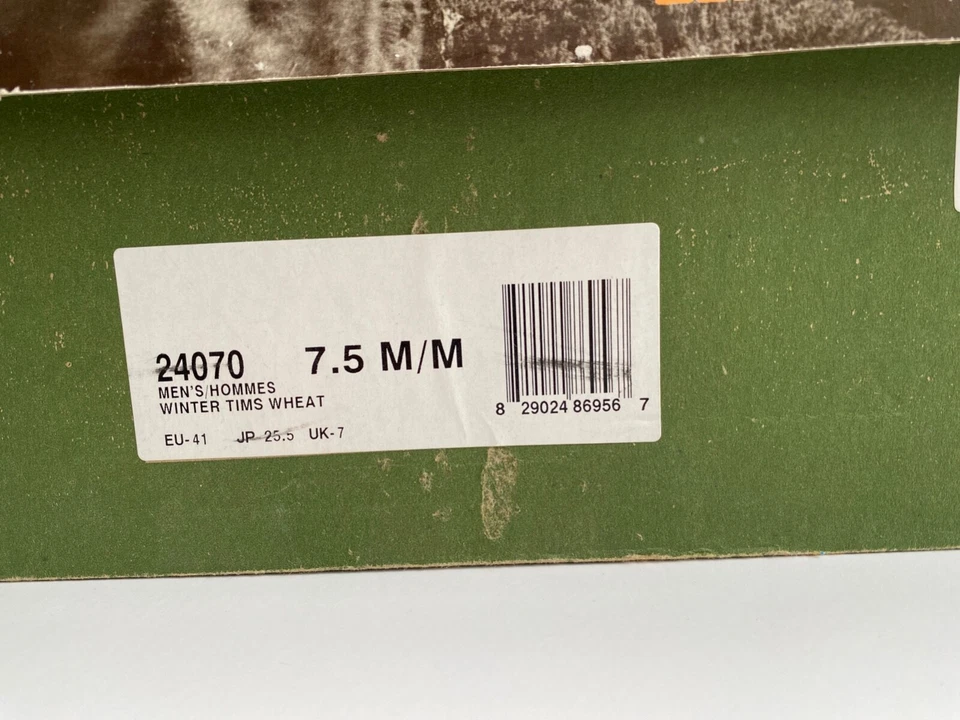 24070 7.5 M/M
MEN'S/HOMMES
WINTER TIMS WHEAT
EU-41 JP 25.5 UK-7
8 29024 86956 7